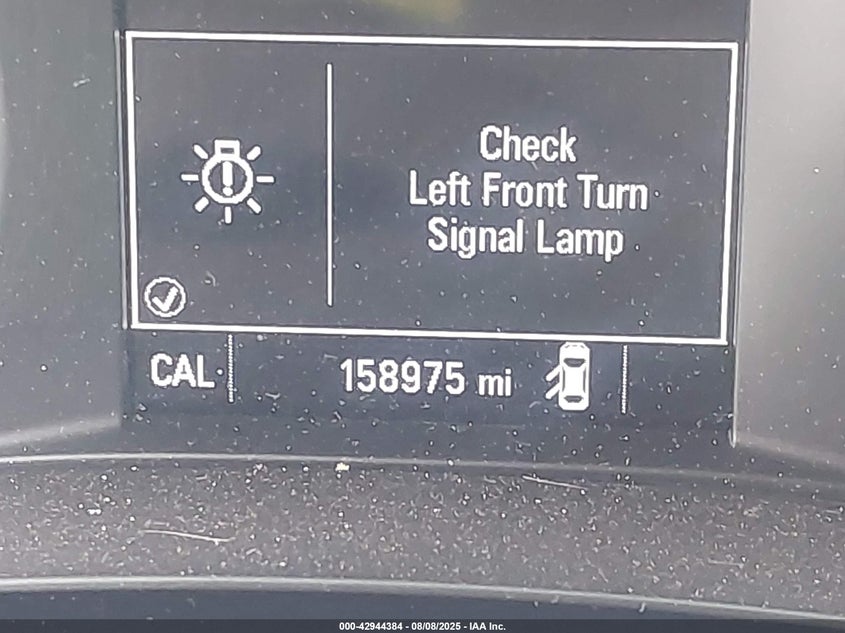 Check
Left Front Turn
Signal Lamp
CAL 158975 mi
000-42944384 - 08/08/2025 - IAA Inc.